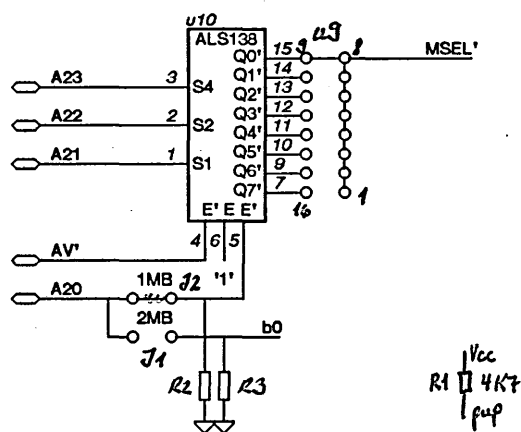 u10
ALS138
Q0' 15 9 U9 8 MSEL'
Q1' 14
A23 3 S4 Q2' 13
Q3' 12
A22 2 S2 Q4' 11
Q5' 10
A21 1 S1 Q6' 9
Q7' 7 16 1
E' E E'
4 6 5
AV'
1MB J2 '1'
A20
2MB b0
J1
R2 R3
Vcc
R1 4K7
pup